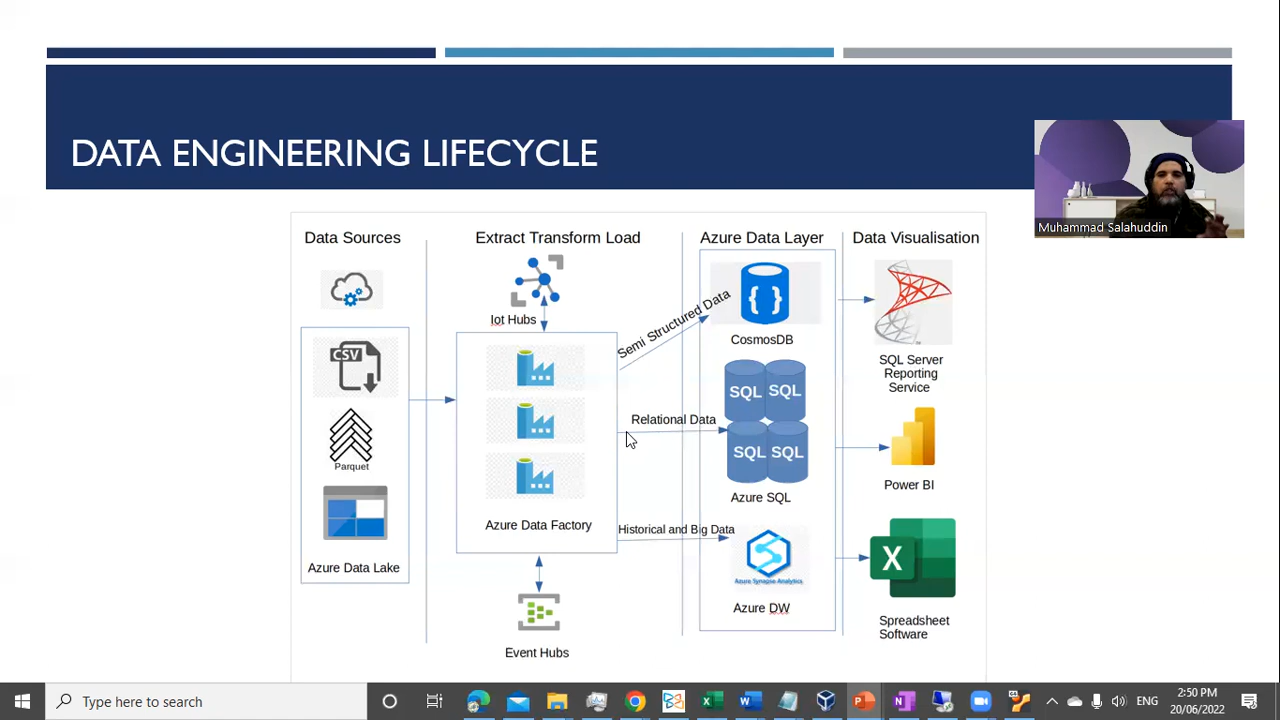 DATA ENGINEERING LIFECYCLE
Muhammad Salahuddin
Data Sources
Extract Transform Load
Azure Data Layer
Data Visualisation
CSV
Parquet
Azure Data Lake
Iot Hubs
Azure Data Factory
Event Hubs
Semi Structured Data
Relational Data
Historical and Big Data
CosmosDB
SQL
SQL
SQL
SQL
Azure SQL
Azure Synapse Analytics
Azure DW
SQL Server
Reporting
Service
Power BI
X
Spreadsheet
Software
Type here to search
ENG
2:50 PM
20/06/2022